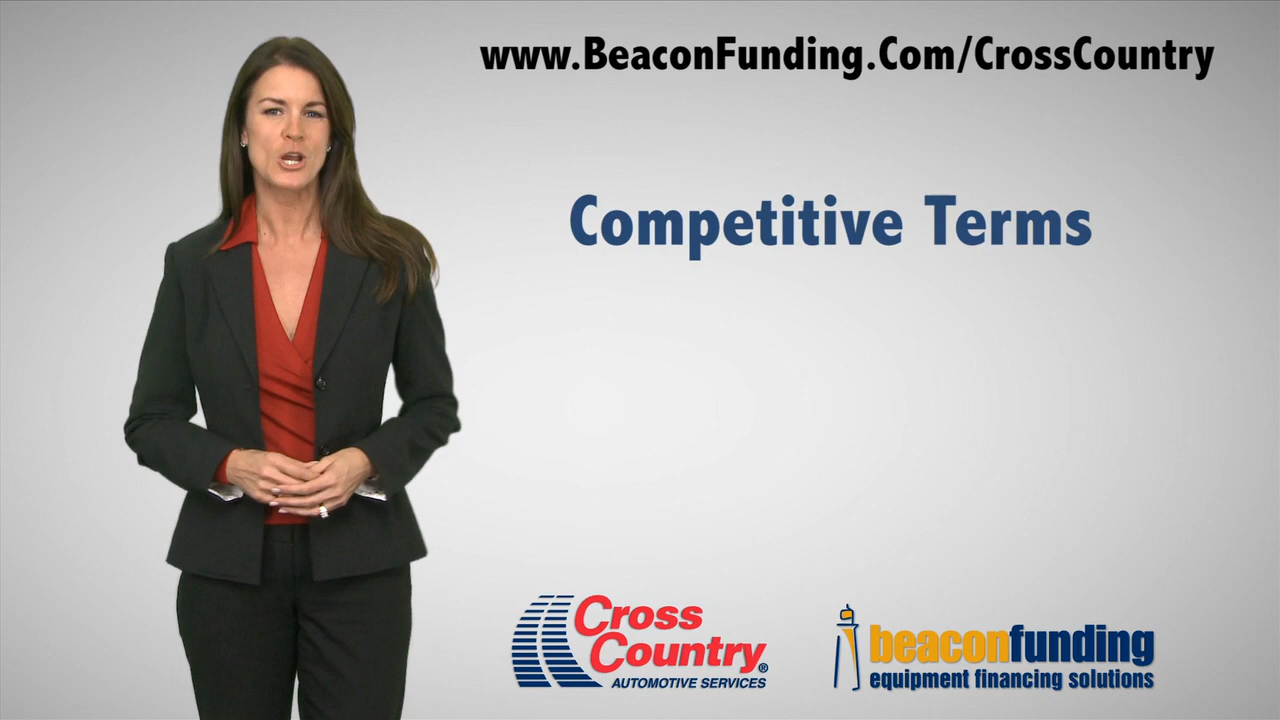 www.BeaconFunding.Com/CrossCountry
Competitive Terms
Cross
Country®
AUTOMOTIVE SERVICES
beaconfunding
equipment financing solutions